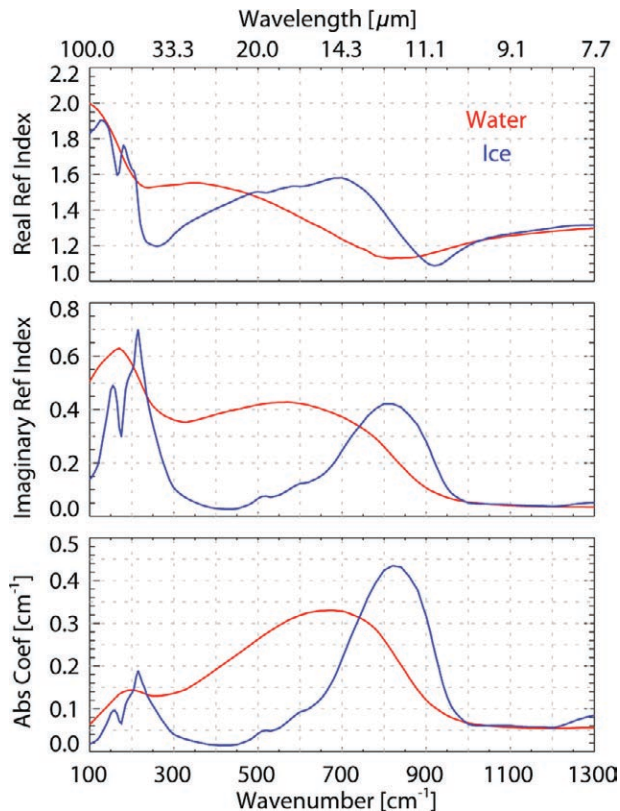 Wavelength [µm]
100.0 33.3 20.0 14.3 11.1 9.1 7.7
2.2
2.0
1.8
1.6
1.4
1.2
1.0
Real Ref Index
Water
Ice
0.8
0.6
0.4
0.2
0.0
Imaginary Ref Index
0.5
0.4
0.3
0.2
0.1
0.0
Abs Coef [cm⁻¹]
100 300 500 700 900 1100 1300
Wavenumber [cm⁻¹]